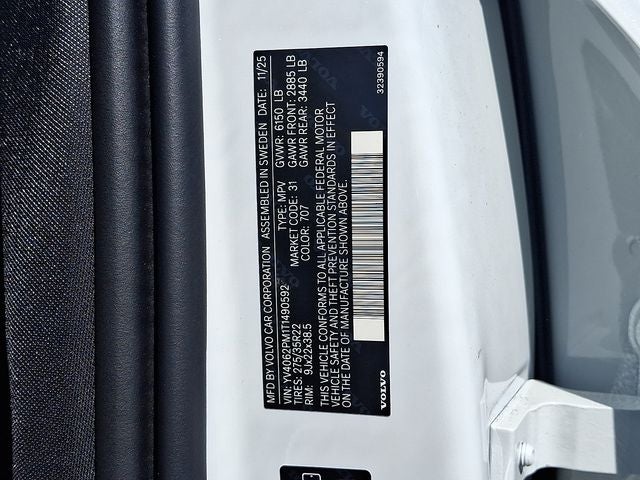 MFD BY VOLVO CAR CORPORATION ASSEMBLED IN SWEDEN DATE: 11/25
VIN: YV4062PM1T1490592 TYPE: MPV GVWR: 6150 LB
TIRES: 275/35R22 MARKET CODE: 31 GAWR FRONT: 2885 LB
RIM: 9Jx22x38.5 COLOR: 707 GAWR REAR: 3440 LB
THIS VEHICLE CONFORMS TO ALL APPLICABLE FEDERAL MOTOR
VEHICLE SAFETY AND THEFT PREVENTION STANDARDS IN EFFECT
ON THE DATE OF MANUFACTURE SHOWN ABOVE.
VOLVO 32390594